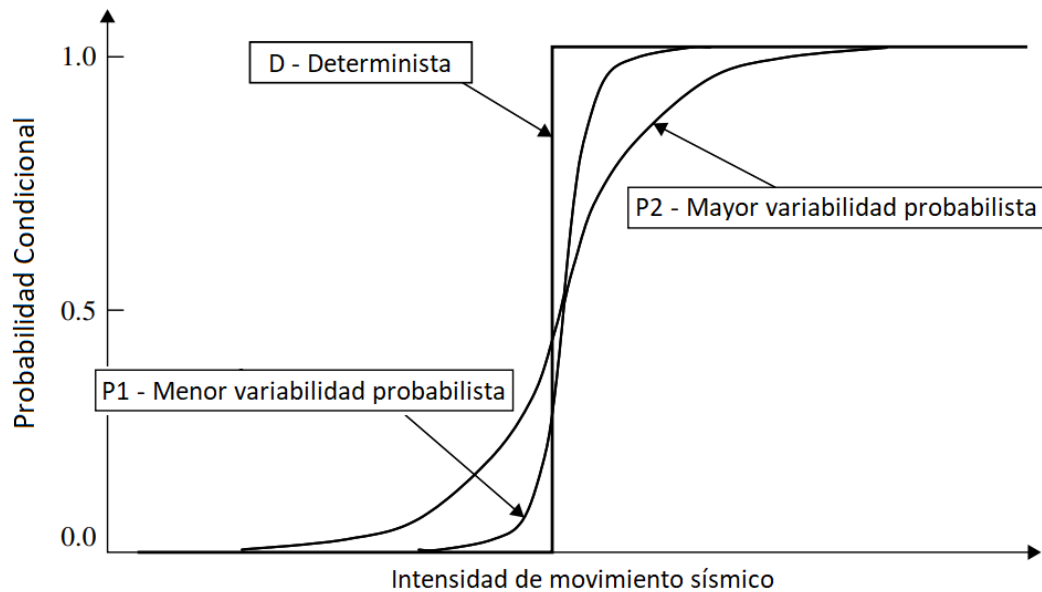 1.0
D - Determinista
P2 - Mayor variabilidad probabilista
Probabilidad Condicional
0.5
P1 - Menor variabilidad probabilista
0.0
Intensidad de movimiento sísmico